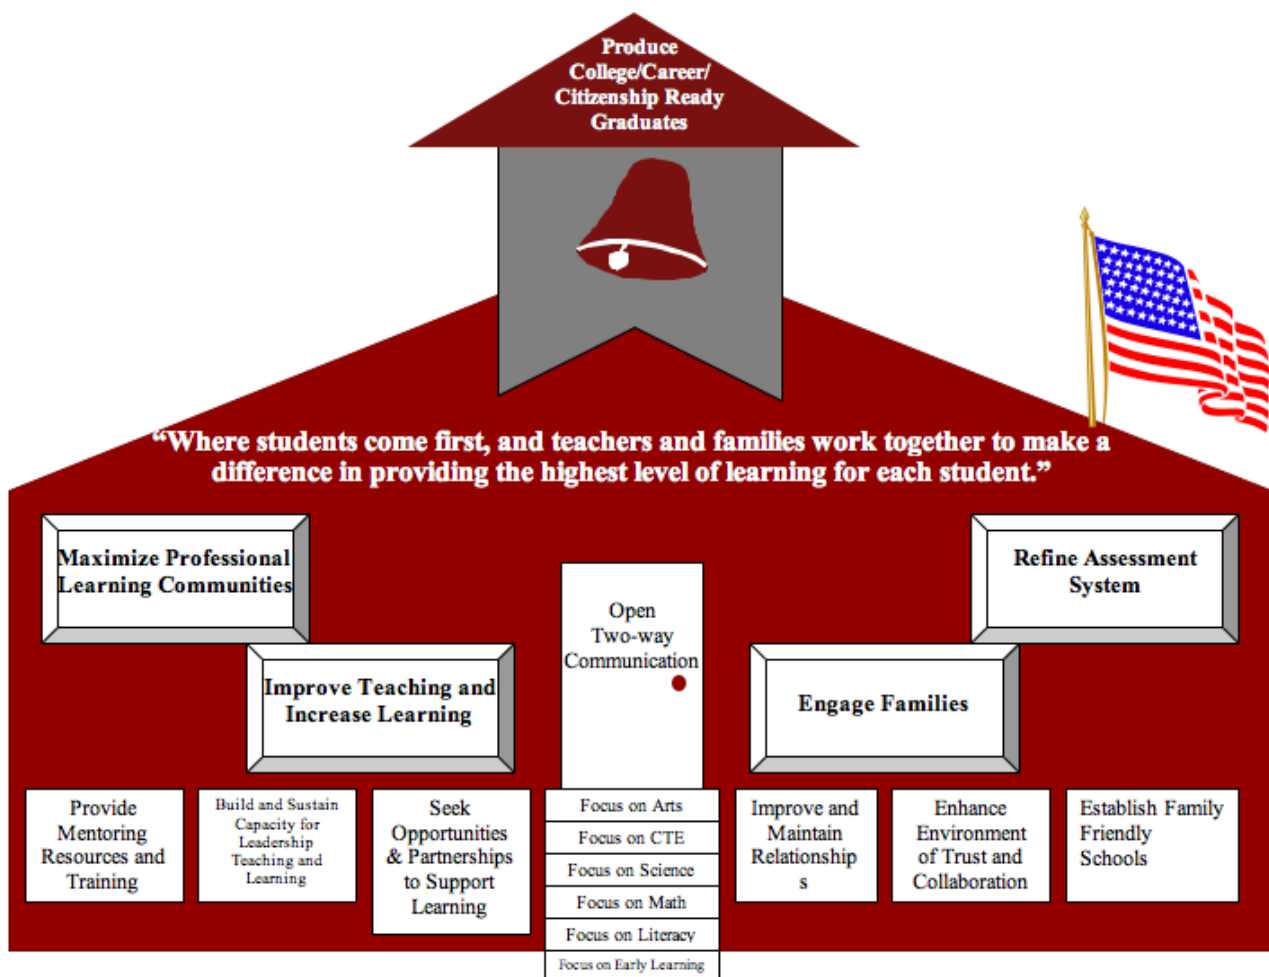 Produce
College/Career/
Citizenship Ready
Graduates
“Where students come first, and teachers and families work together to make a
difference in providing the highest level of learning for each student.”
Maximize Professional
Learning Communities
Refine Assessment
System
Open
Two-way
Communication
Improve Teaching and
Increase Learning
Engage Families
Provide
Mentoring
Resources and
Training
Build and Sustain
Capacity for
Leadership
Teaching and
Learning
Seek
Opportunities
& Partnerships
to Support
Learning
Focus on Arts
Focus on CTE
Focus on Science
Focus on Math
Focus on Literacy
Focus on Early Learning
Improve and
Maintain
Relationship
s
Enhance
Environment
of Trust and
Collaboration
Establish Family
Friendly
Schools